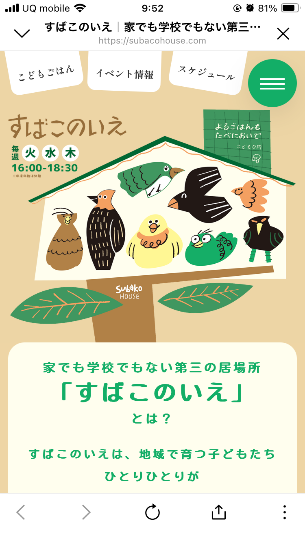 UQ mobile
9:52
81%
すばこのいえ｜家でも学校でもない第三…
https://subacohouse.com
こどもごはん
イベント情報
スケジュール
すばこのいえ
毎週 火 水 木
16:00-18:30
よるごはんも
たべにおいで
SubAko
HOUSE
家でも学校でもない第三の居場所
「すばこのいえ」
とは？
すばこのいえは、地域で育つ子どもたち
ひとりひとりが